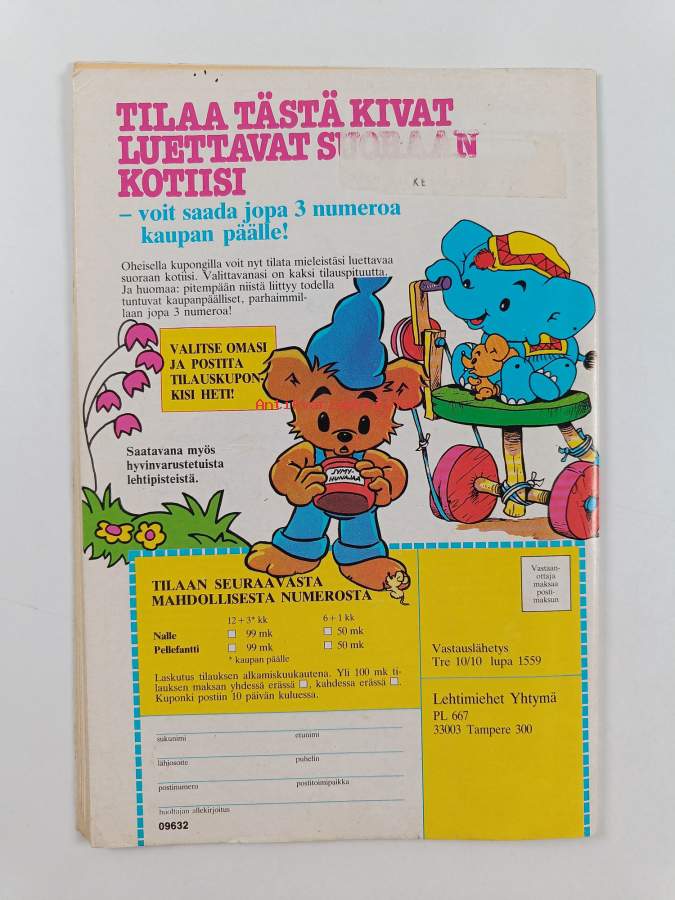 TILAA TÄSTÄ KIVAT
LUETTAVAT SUORAAN
KOTIISI
KE
– voit saada jopa 3 numeroa
kaupan päälle!
Oheisella kupongilla voit nyt tilata mieleistäsi luettavaa
suoraan kotiisi. Valittavanasi on kaksi tilauspituutta.
Ja huomaa: pitempään niistä liittyy todella
tuntuvat kaupanpäälliset, parhaimmil-
laan jopa 3 numeroa!
VALITSE OMASI
JA POSTITA
TILAUSKUPON-
KISI HETI!
Saatavana myös
hyvinvarustetuista
lehtipisteistä.
JYMY-
HUNAJAA
TILAAN SEURAAVASTA
MAHDOLLISESTA NUMEROSTA
12 + 3* kk 6 + 1 kk
Nalle 99 mk 50 mk
Pellefantti 99 mk 50 mk
* kaupan päälle
Laskutus tilauksen alkamiskuukautena. Yli 100 mk ti-
lauksen maksan yhdessä erässä , kahdessa erässä .
Kuponki postiin 10 päivän kuluessa.
sukunimi etunimi
lähiosoite puhelin
postinumero postitoimipaikka
huoltajan allekirjoitus
09632
Vastaan-
ottaja
maksaa
posti-
maksun
Vastauslähetys
Tre 10/10 lupa 1559
Lehtimiehet Yhtymä
PL 667
33003 Tampere 300